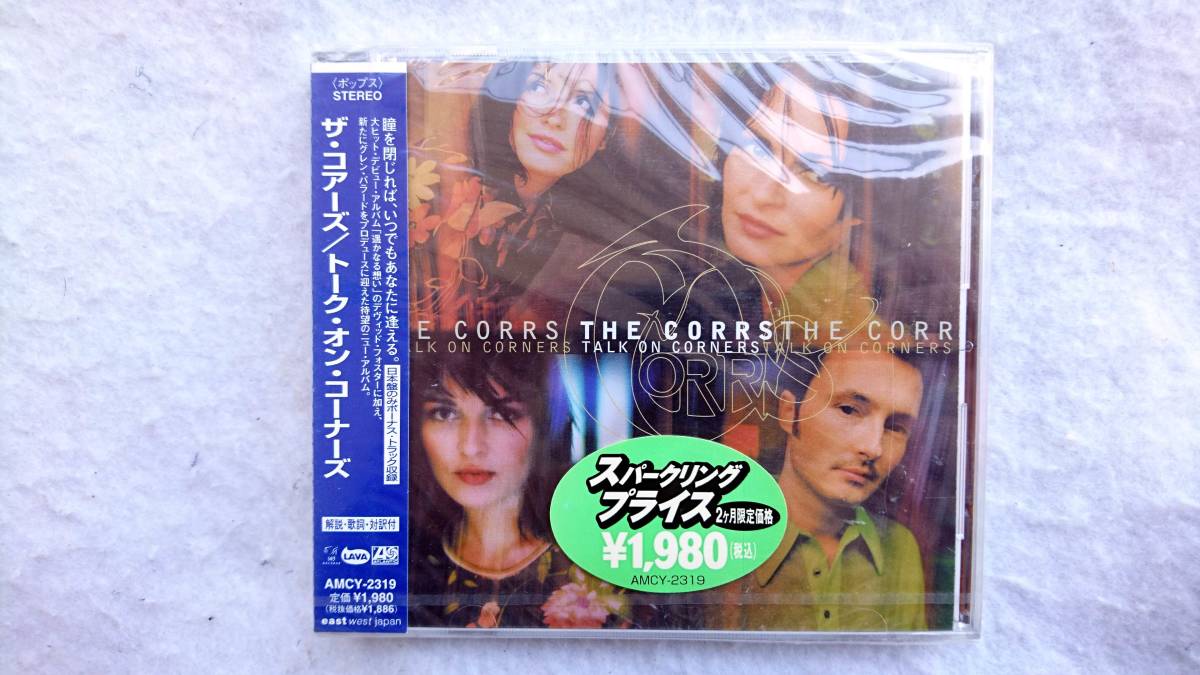 〈ポップス〉
STEREO
ザ・コアーズ/トーク・オン・コーナーズ
瞳を閉じれば、いつでもあなたに逢える。
大ヒット・デビュー・アルバム「遥かなる想い」のデヴィッド・フォスターに加え、
新たにグレン・バラードをプロデュースに迎えた待望のニュー・アルバム。
日本盤のみボーナス・トラック収録
解説・歌詞・対訳付
LAVA
ATLANTIC
AMCY-2319
定価¥1,980
(税抜価格¥1,886)
eastwest japan
E CORRS THE CORRS THE CORR
ALK ON CORNERS TALK ON CORNERS TALK ON CORNERS
CORRS
スパークリング
プライス 2ヶ月限定価格
¥1,980(税込)
AMCY-2319